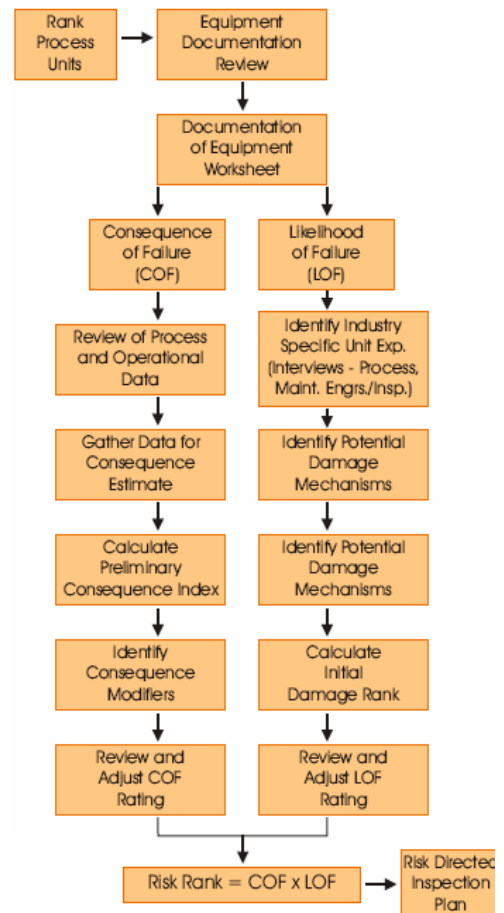 Rank
Process
Units
Equipment
Documentation
Review
Documentation
of Equipment
Worksheet
Consequence
of Failure
(COF)
Likelihood
of Failure
(LOF)
Review of Process
and Operational
Data
Identify Industry
Specific Unit Exp.
(Interviews - Process,
Maint. Engrs./Insp.)
Gather Data for
Consequence
Estimate
Identify Potential
Damage
Mechanisms
Calculate
Preliminary
Consequence Index
Identify Potential
Damage
Mechanisms
Identify
Consequence
Modifiers
Calculate
Initial
Damage Rank
Review and
Adjust COF
Rating
Review and
Adjust LOF
Rating
Risk Rank = COF x LOF
Risk Directed
Inspection
Plan